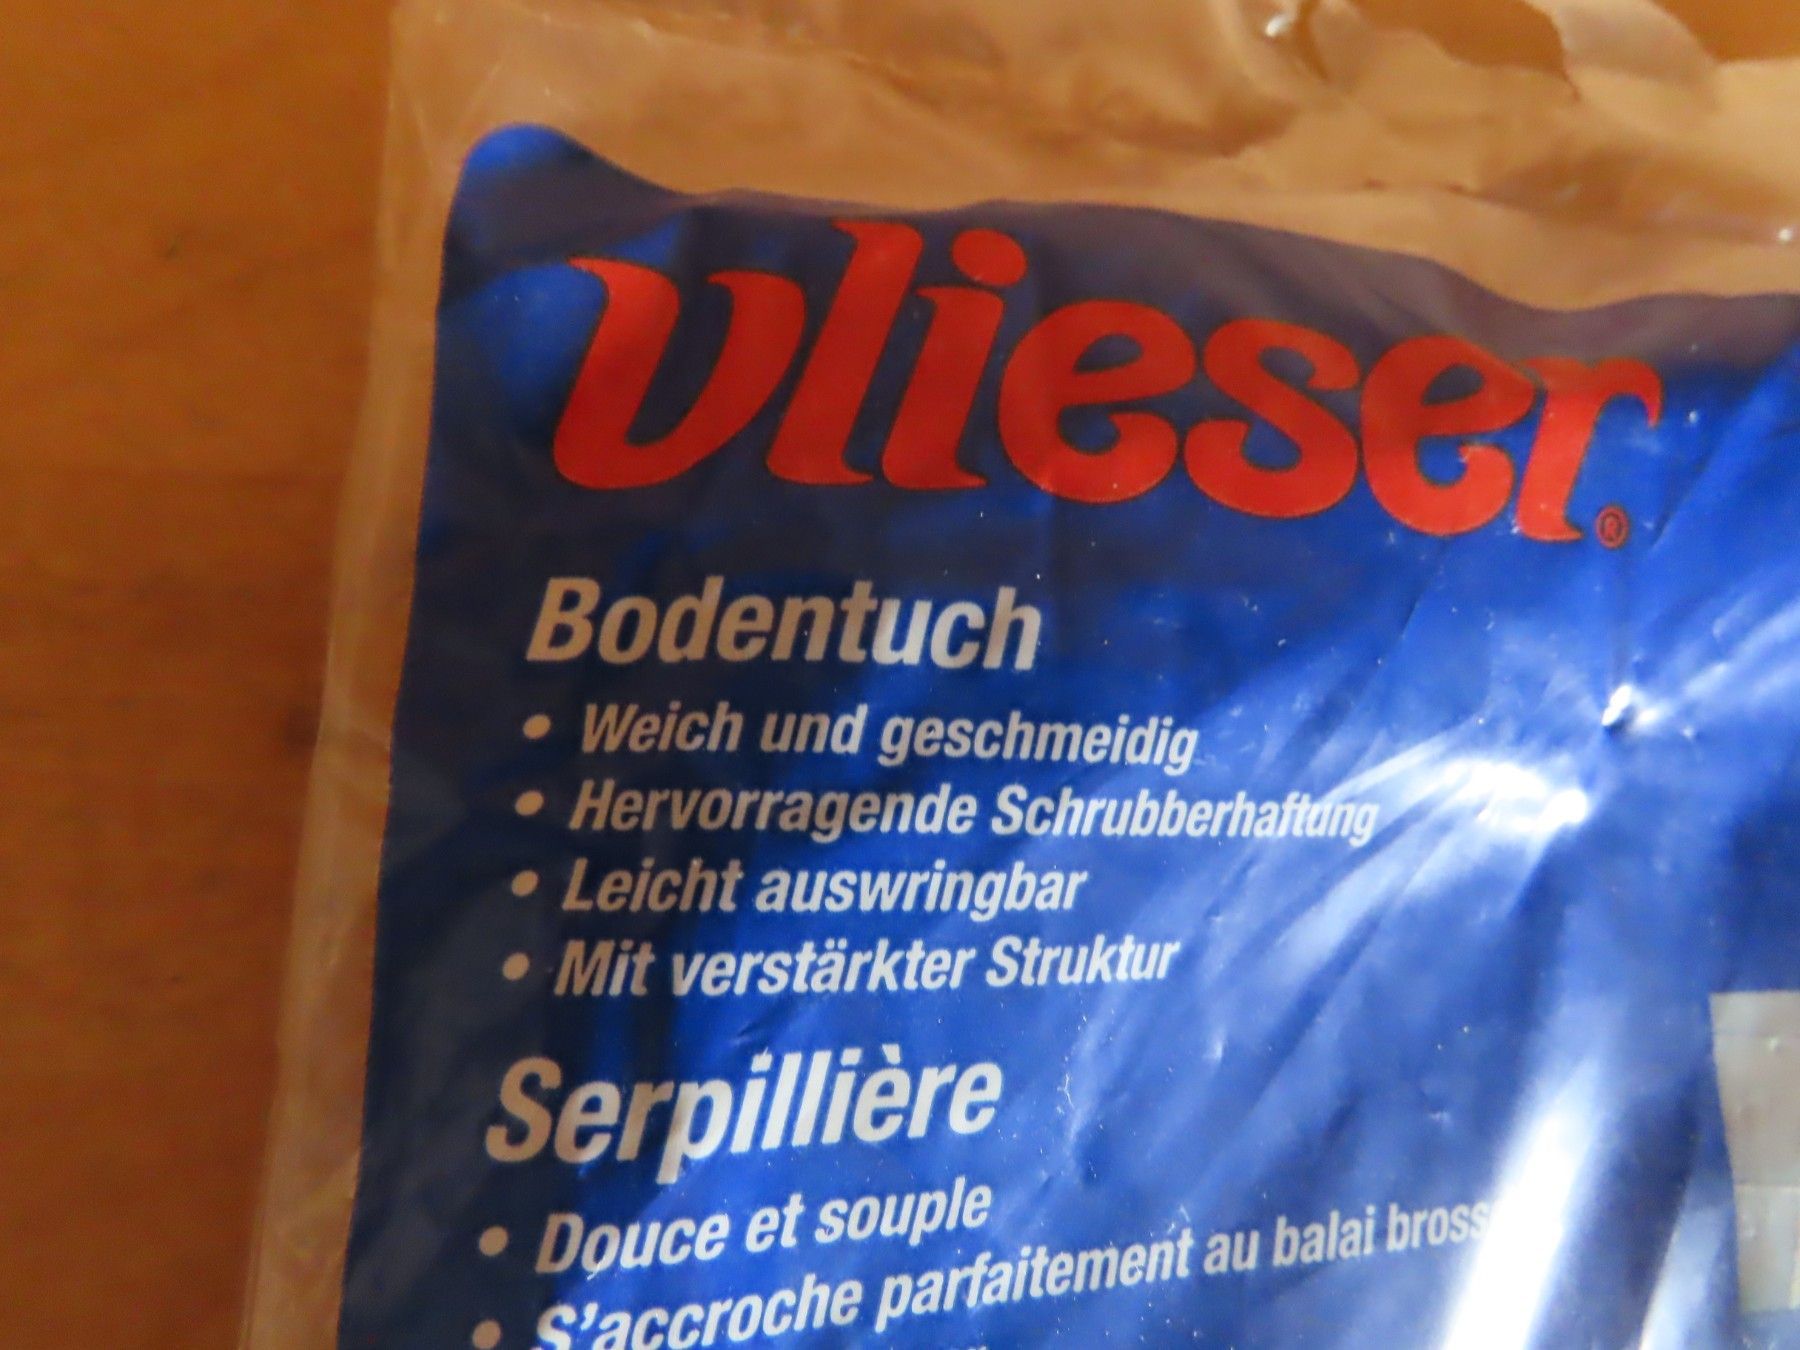 vlieser®
Bodentuch
• Weich und geschmeidig
• Hervorragende Schrubberhaftung
• Leicht auswringbar
• Mit verstärkter Struktur
Serpillière
• Douce et souple
• S'accroche parfaitement au balai bross